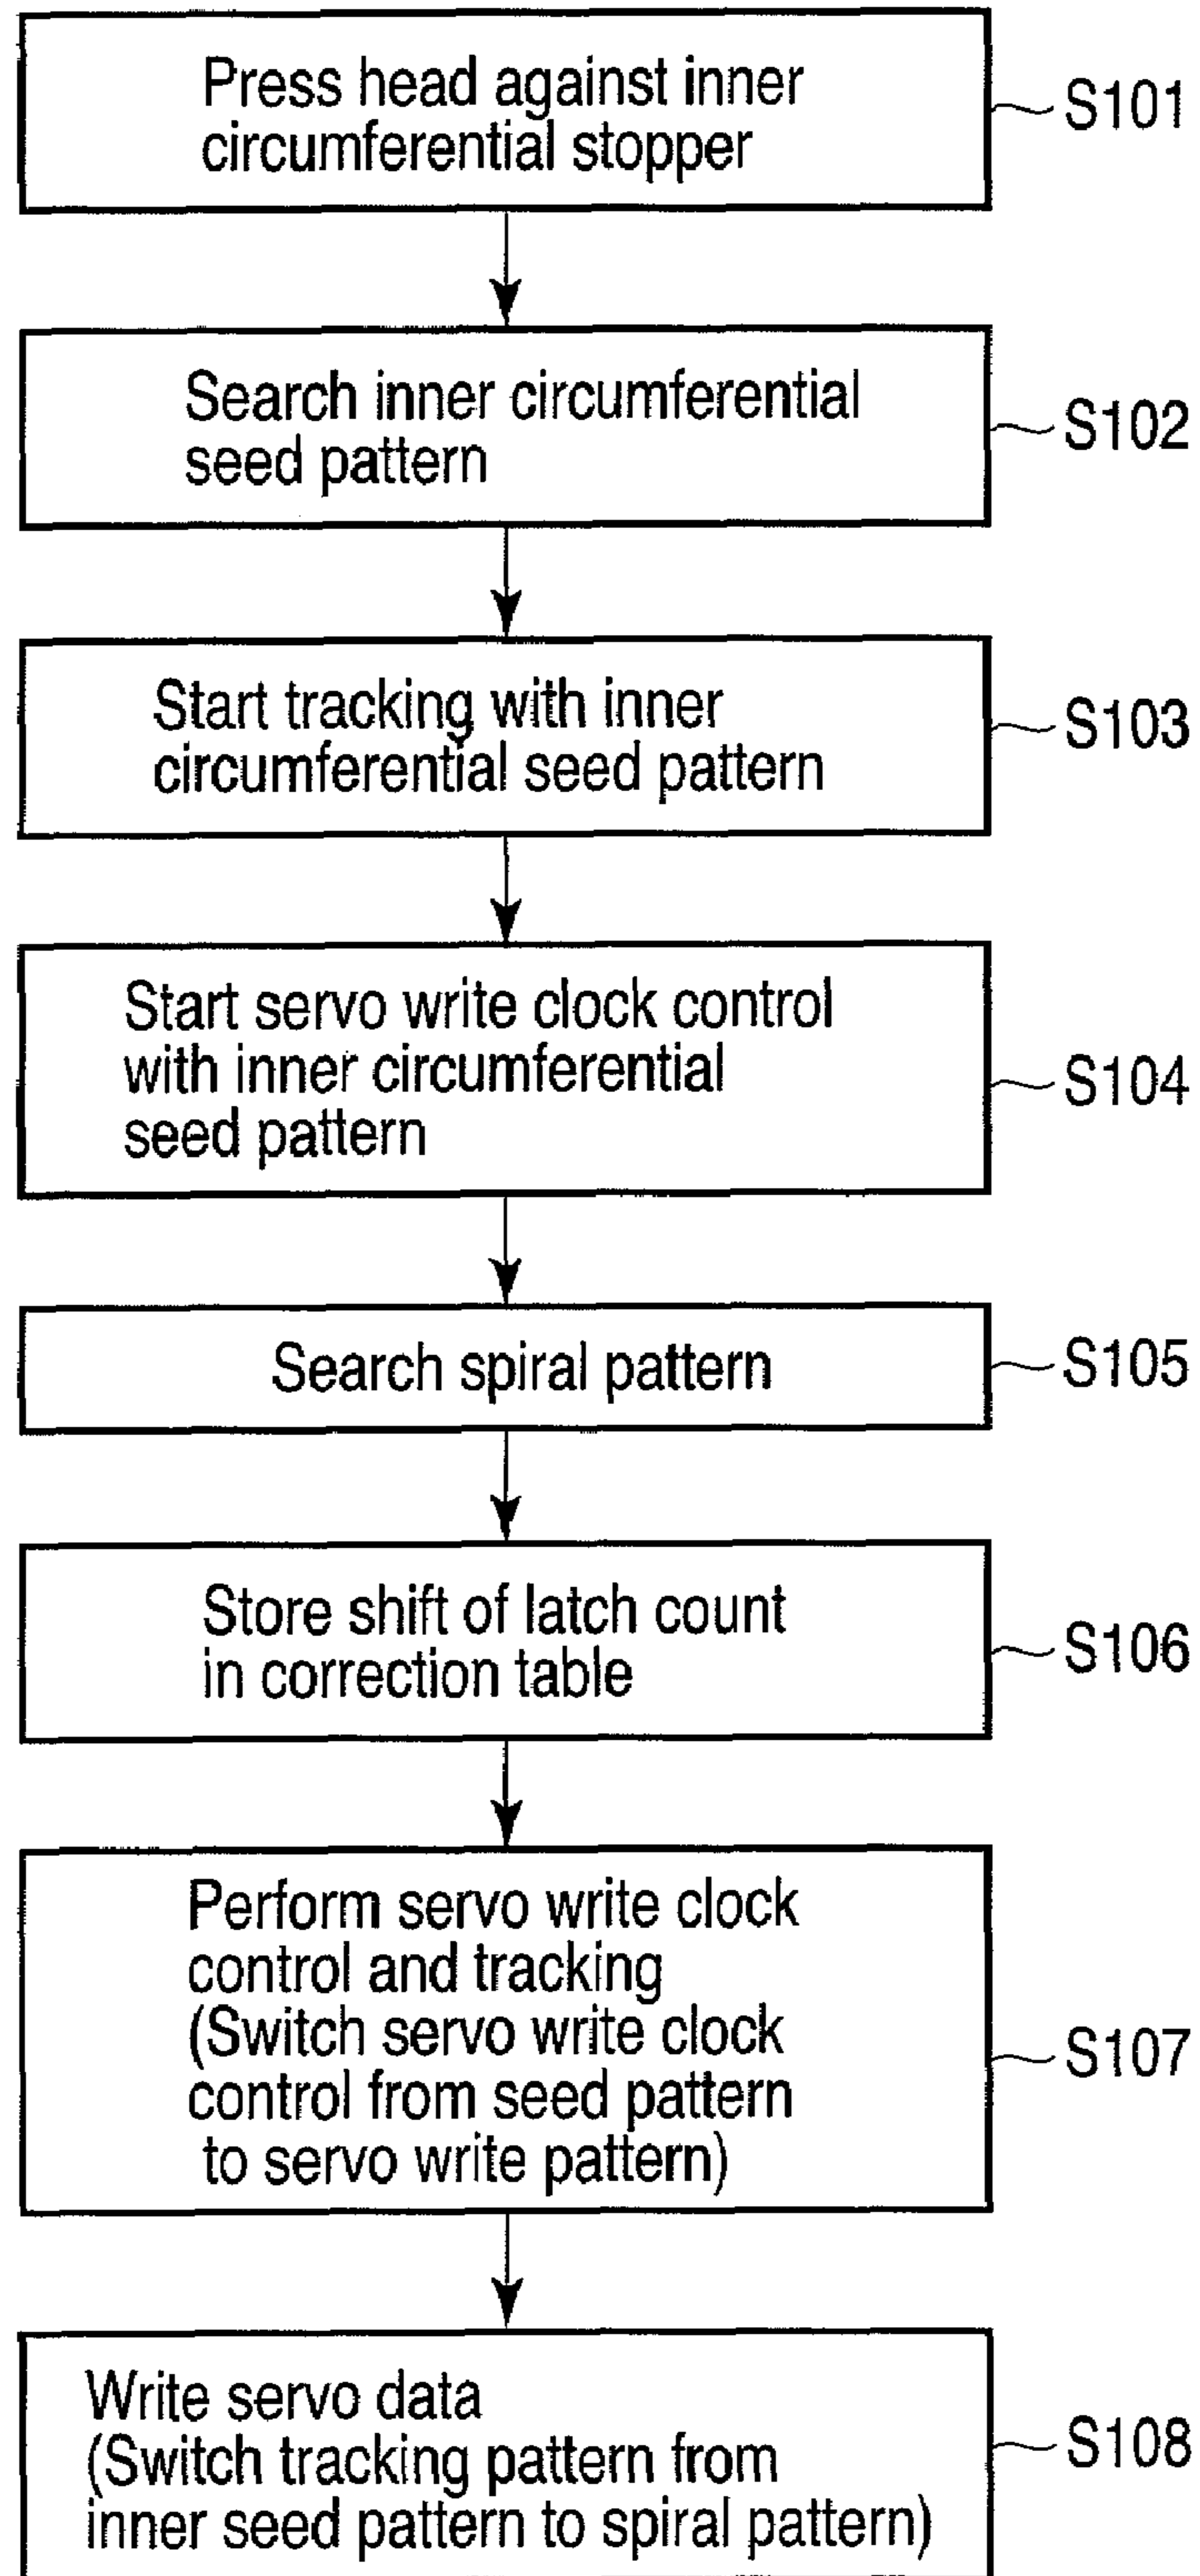 Press head against inner
circumferential stopper
S101
Search inner circumferential
seed pattern
S102
Start tracking with inner
circumferential seed pattern
S103
Start servo write clock control
with inner circumferential
seed pattern
S104
Search spiral pattern
S105
Store shift of latch count
in correction table
S106
Perform servo write clock
control and tracking
(Switch servo write clock
control from seed pattern
to servo write pattern)
S107
Write servo data
(Switch tracking pattern from
inner seed pattern to spiral pattern)
S108